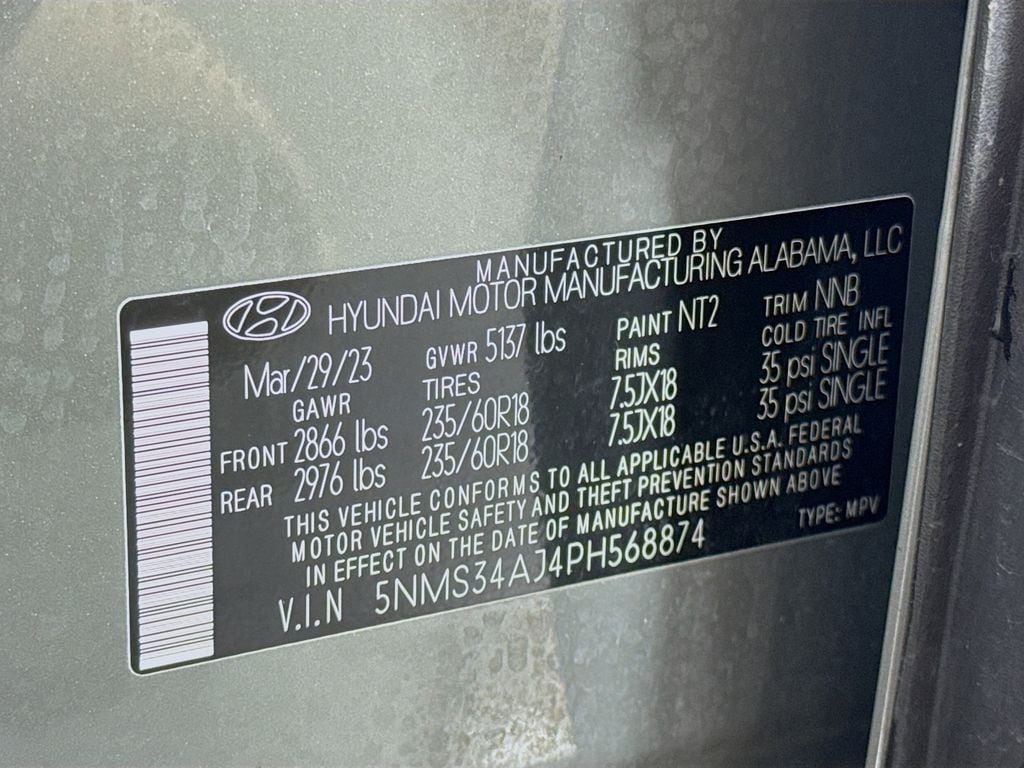 MANUFACTURED BY
HYUNDAI MOTOR MANUFACTURING ALABAMA, LLC
Mar/29/23 GVWR 5137 lbs PAINT NT2 TRIM NNB
GAWR TIRES RIMS COLD TIRE INFL
FRONT 2866 lbs 235/60R18 7.5JX18 35 psi SINGLE
REAR 2976 lbs 235/60R18 7.5JX18 35 psi SINGLE
THIS VEHICLE CONFORMS TO ALL APPLICABLE U.S.A. FEDERAL
MOTOR VEHICLE SAFETY AND THEFT PREVENTION STANDARDS
IN EFFECT ON THE DATE OF MANUFACTURE SHOWN ABOVE
V.I.N 5NMS34AJ4PH568874 TYPE: MPV